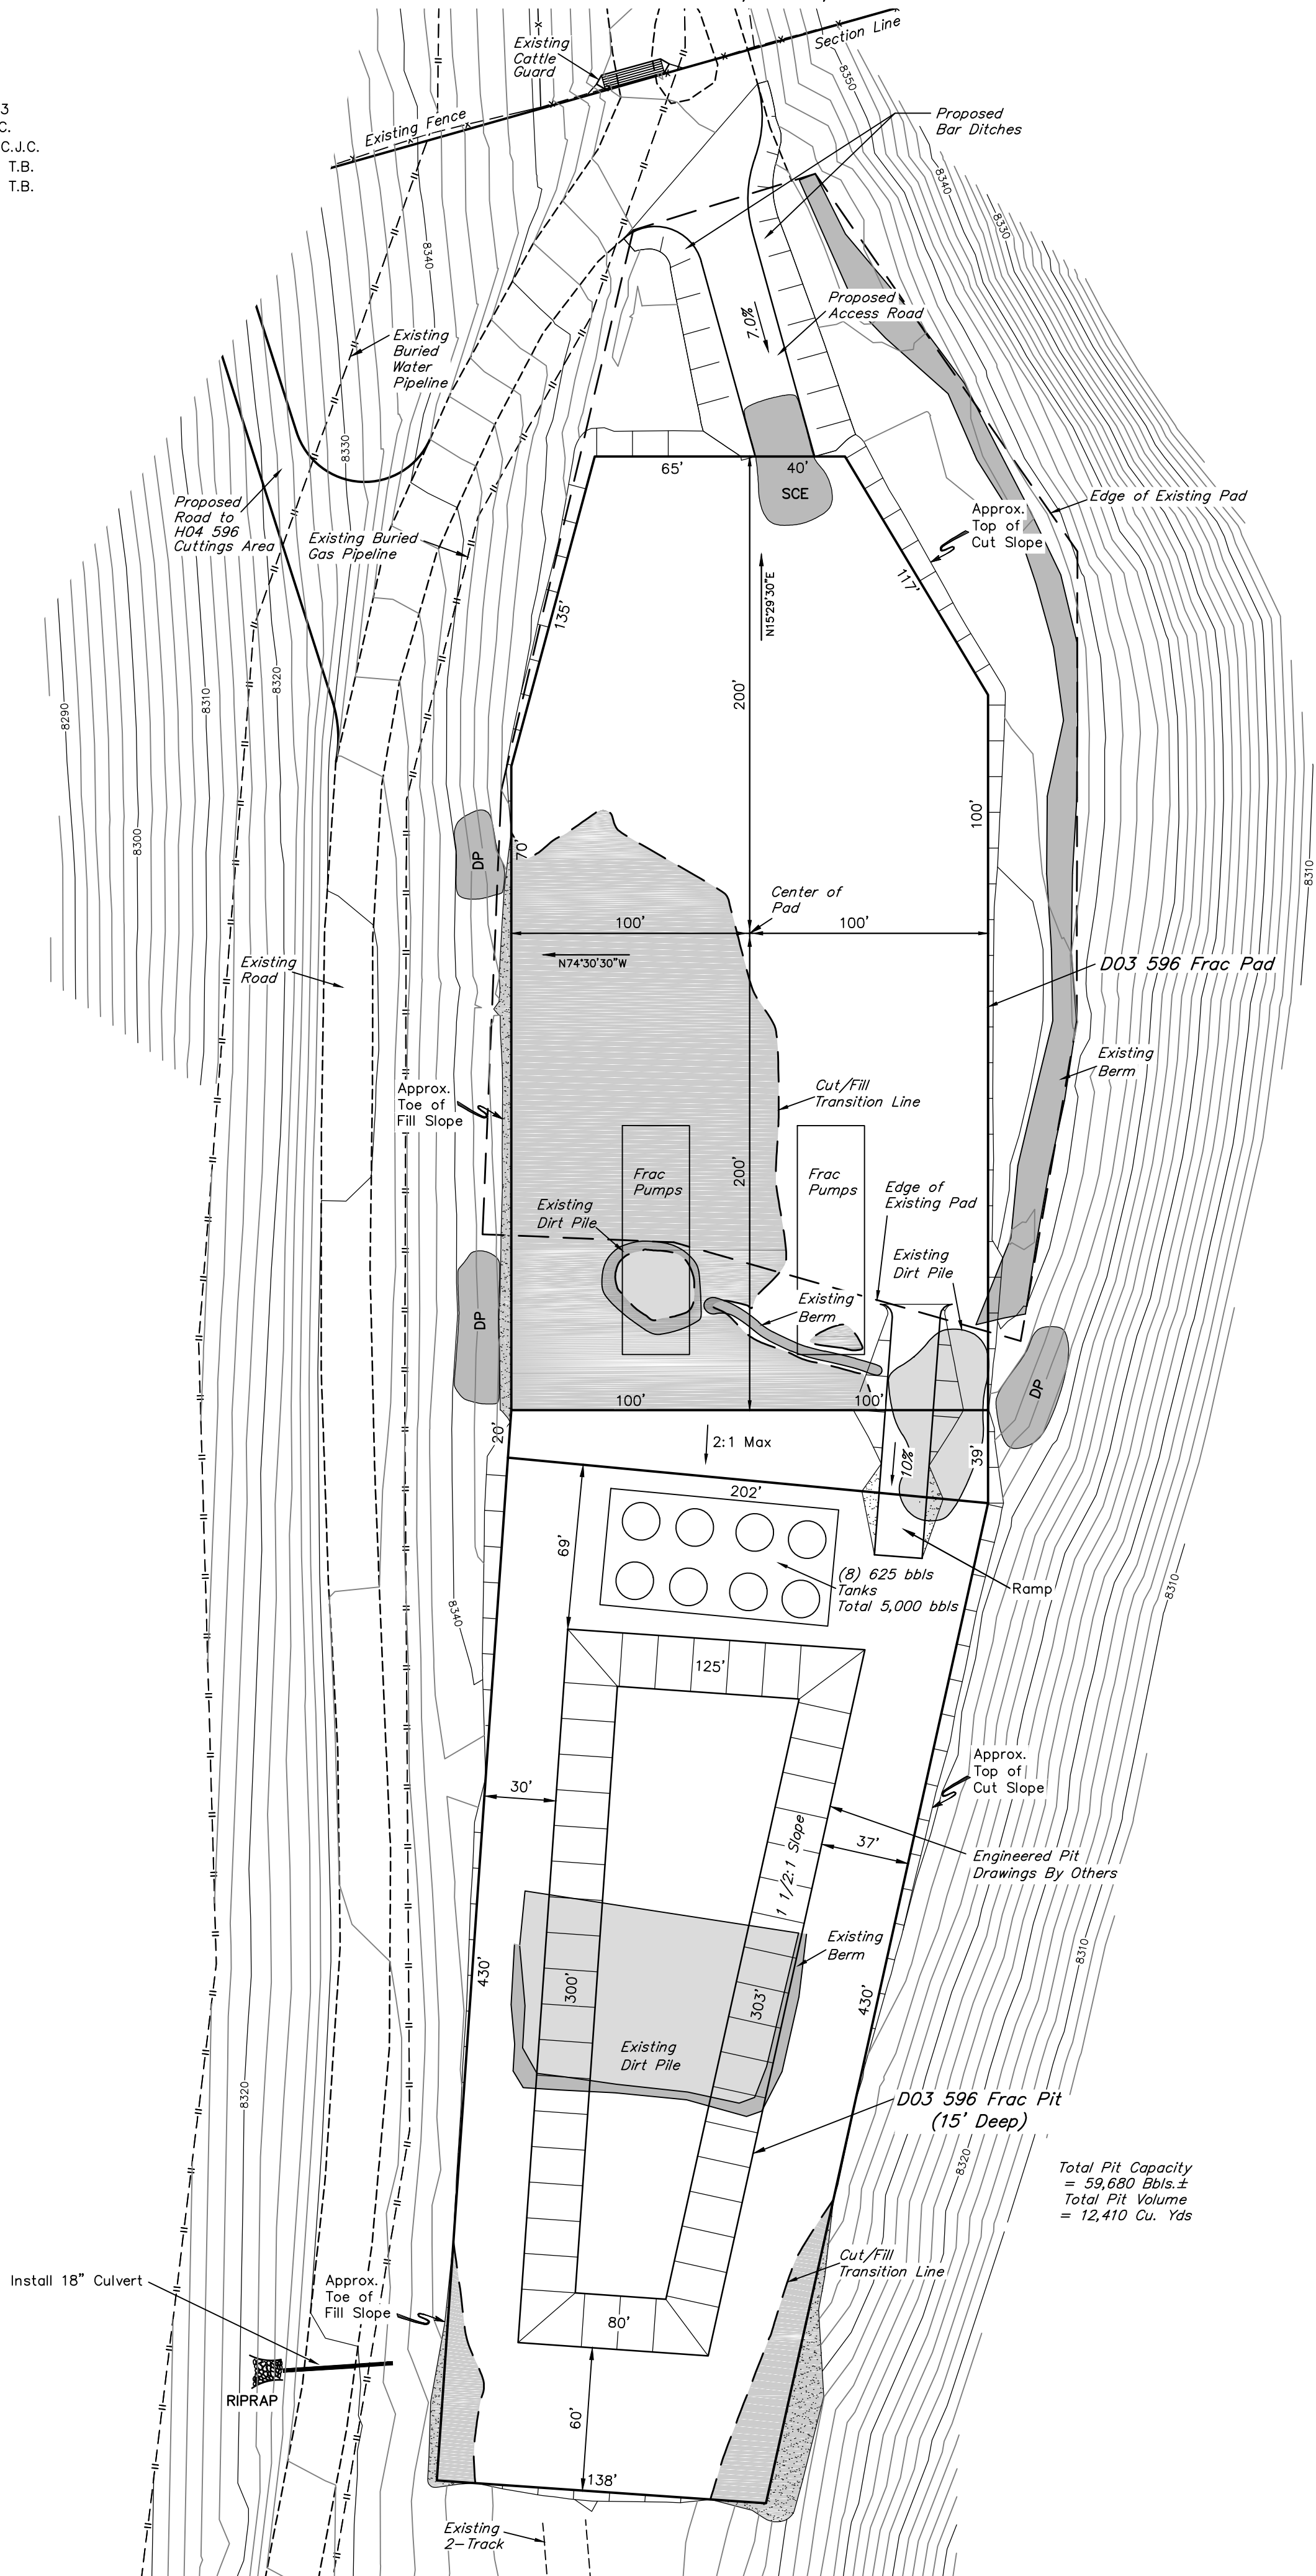 3
C.
C.J.C.
T.B.
T.B.
Existing
Cattle
Guard
Section Line
Existing Fence
8350
Proposed
Bar Ditches
8340
8330
8340
Proposed
Access Road
7.0%
Existing
Buried
Water
Pipeline
8330
65'
40'
SCE
Edge of Existing Pad
Proposed
Road to
H04 596
Cuttings Area
Existing Buried
Gas Pipeline
Approx.
Top of
Cut Slope
117'
135'
N15°29'30"E
8290
8310
8320
200'
8300
100'
8310
70'
DP
Center of
Pad
100'
100'
N74°30'30"W
Existing
Road
D03 596 Frac Pad
Existing
Berm
Approx.
Toe of
Fill Slope
Cut/Fill
Transition Line
200'
Frac
Pumps
Frac
Pumps
Edge of
Existing Pad
Existing
Dirt Pile
Existing
Dirt Pile
Existing
Berm
DP
DP
100'
100'
20'
2:1 Max
10%
39'
202'
69'
(8) 625 bbls
Tanks
Total 5,000 bbls
Ramp
8310
8340
125'
Approx.
Top of
Cut Slope
30'
1 1/2:1 Slope
37'
Engineered Pit
Drawings By Others
Existing
Berm
8310
430'
300'
303'
430'
Existing
Dirt Pile
8320
D03 596 Frac Pit
(15' Deep)
8320
Total Pit Capacity
= 59,680 Bbls.±
Total Pit Volume
= 12,410 Cu. Yds
Cut/Fill
Transition Line
Install 18" Culvert
Approx.
Toe of
Fill Slope
80'
RIPRAP
60'
138'
Existing
2-Track